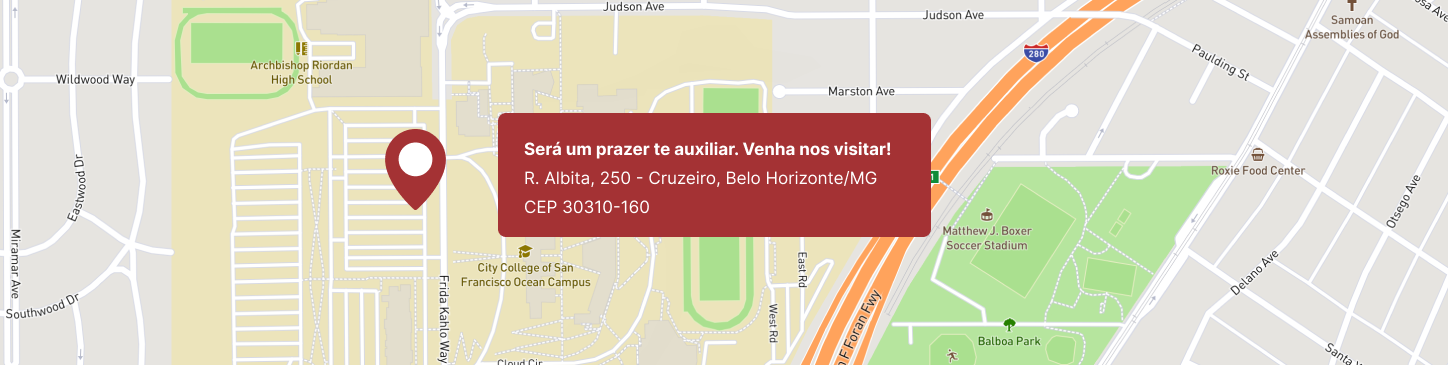 Judson Ave
Judson Ave
Samoan
Assemblies of God
280
Paulding St
Archbishop Riordan
High School
Wildwood Way
Marston Ave
Será um prazer te auxiliar. Venha nos visitar!
R. Albita, 250 - Cruzeiro, Belo Horizonte/MG
CEP 30310-160
Roxie Food Center
Eastwood Dr
Otsego Ave
Matthew J. Boxer
Soccer Stadium
Miramar Ave
City College of San
Francisco Ocean Campus
East Rd
Delano Ave
Frida Kahlo Way
Southwood Dr
West Rd
F Foran Fwy
Balboa Park
Cloud Cir
Santa